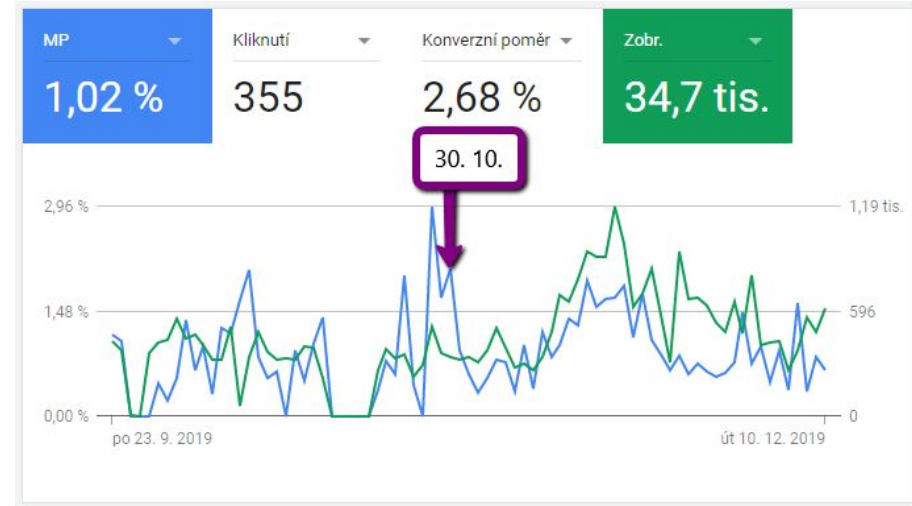 MP
1,02 %
Kliknutí
355
Konverzní poměr
2,68 %
Zobr.
34,7 tis.
30. 10.
2,96 %
1,19 tis.
1,48 %
596
0,00 %
0
po 23. 9. 2019
út 10. 12. 2019